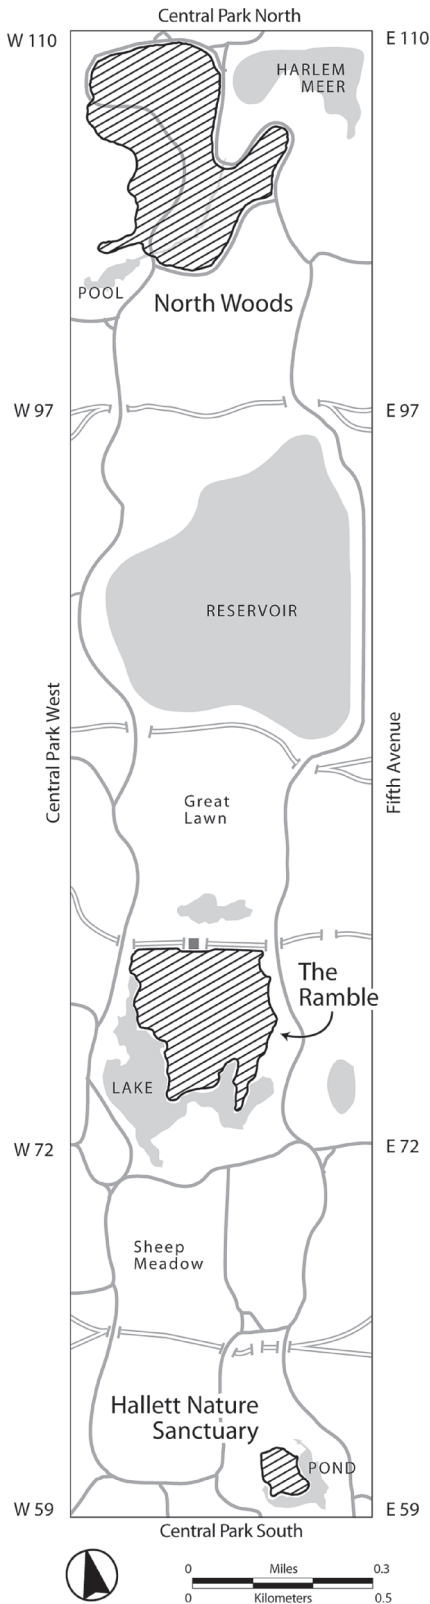 Central Park North
W 110
E 110
HARLEM
MEER
POOL
North Woods
W 97
E 97
RESERVOIR
Central Park West
Fifth Avenue
Great
Lawn
The
Ramble
LAKE
W 72
E 72
Sheep
Meadow
Hallett Nature
Sanctuary
POND
W 59
E 59
Central Park South
0 Miles 0.3
0 Kilometers 0.5